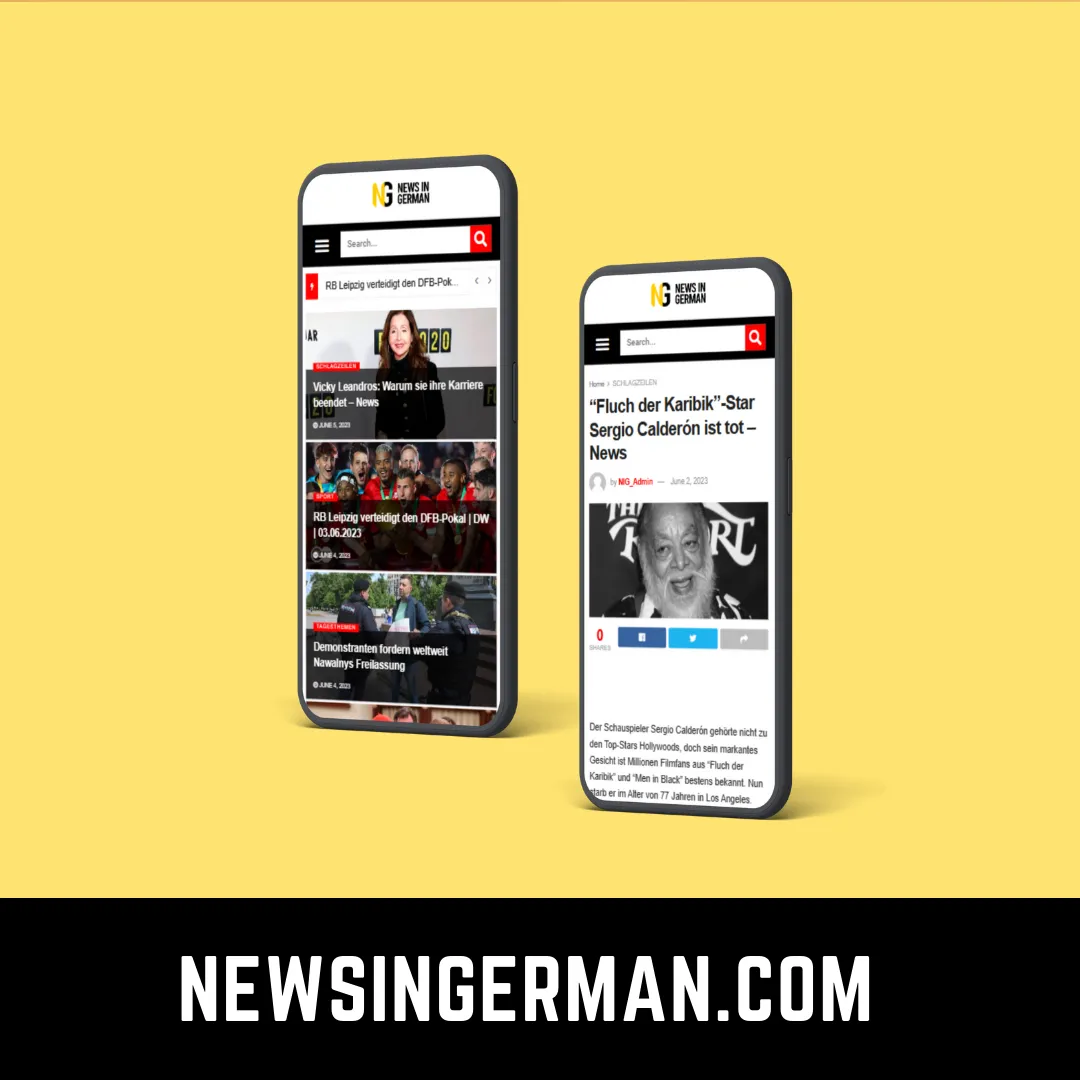 NG NEWS IN
GERMAN
Search...
RB Leipzig verteidigt den DFB-Pok...
SCHLAGZEILEN
Vicky Leandros: Warum sie ihre Karriere
beendet – News
JUNE 5, 2023
SPORT
RB Leipzig verteidigt den DFB-Pokal | DW
| 03.06.2023
JUNE 4, 2023
TAGESTHEMEN
Demonstranten fordern weltweit
Nawalnys Freilassung
JUNE 4, 2023
NG NEWS IN
GERMAN
Search...
Home > SCHLAGZEILEN
“Fluch der Karibik”-Star
Sergio Calderón ist tot –
News
by NIG_Admin — June 2, 2023
0
SHARES
Der Schauspieler Sergio Calderón gehörte nicht zu
den Top-Stars Hollywoods, doch sein markantes
Gesicht ist Millionen Filmfans aus “Fluch der
Karibik” und “Men in Black” bestens bekannt. Nun
starb er im Alter von 77 Jahren in Los Angeles.
NEWSINGERMAN.COM